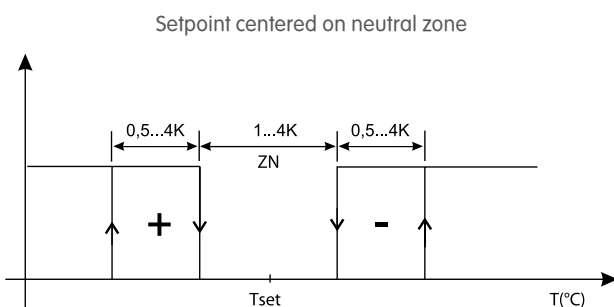 Setpoint centered on neutral zone
0,5...4K 1...4K 0,5...4K
ZN
+ -
Tset T(°C)